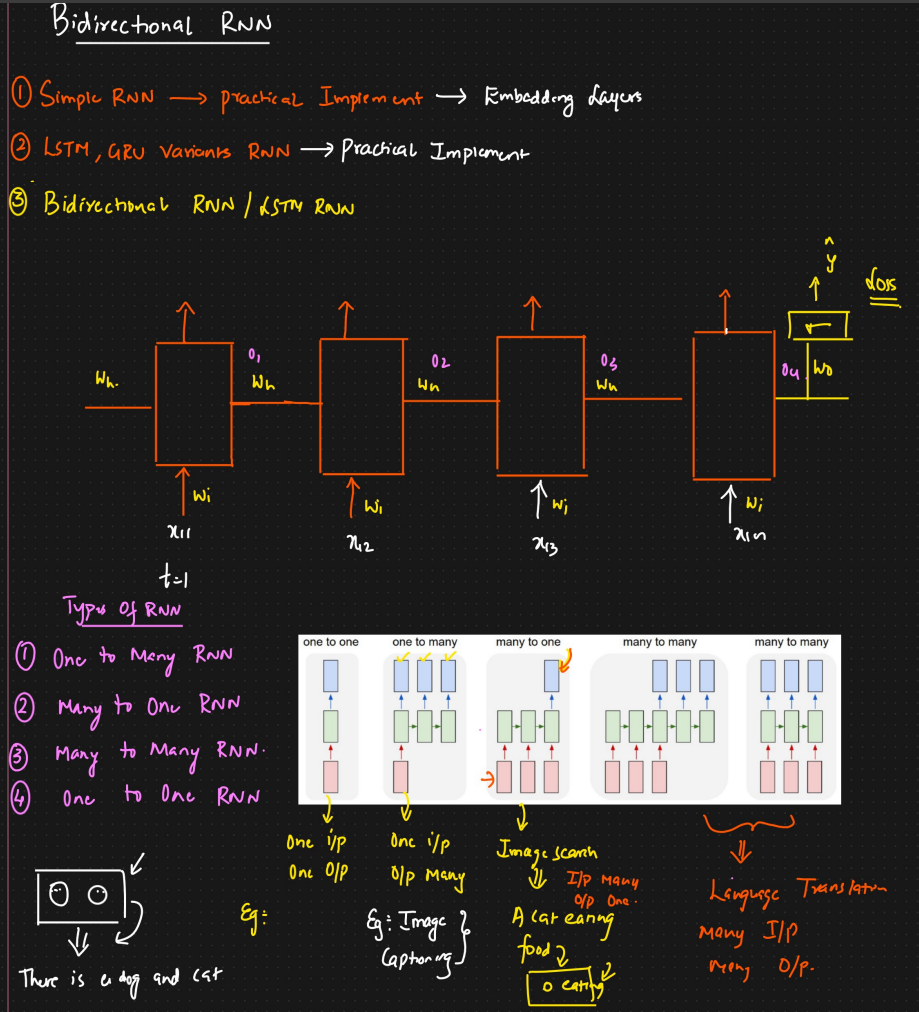 Bidirectional RNN
① Simple RNN → practical Implement → Embedding Layers
② LSTM, GRU Variants RNN → Practical Implement
③ Bidirectional RNN / LSTM RNN
ŷ
Loss
O1
O2
O3
O4
Wo
Wh.
Wh
Wh
Wh
Wi
Wi
Wi
Wi
x11
x12
x13
x1n
t=1
Types of RNN
① One to Many RNN
② Many to One RNN
③ Many to Many RNN.
④ One to One RNN
one to one
one to many
many to one
many to many
many to many
One i/p
One O/p
Eg:
One i/p
O/p Many
Eg: Image
Captioning
Image search
I/p Many
O/p One.
A cat eating
food
o eating
Language Translation
Many I/P
Many O/P.
There is a dog and cat